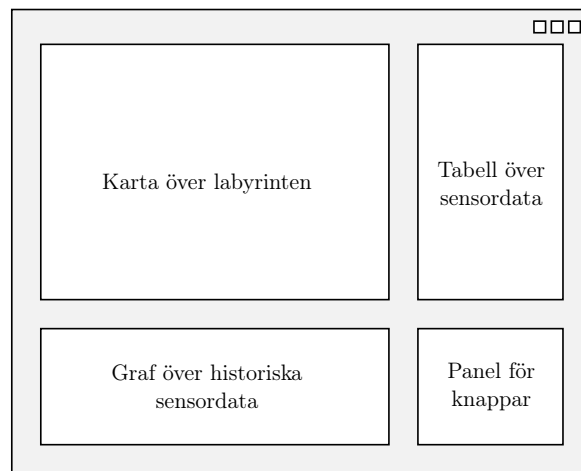 Karta över labyrinten
Tabell över
sensordata
Graf över historiska
sensordata
Panel för
knappar